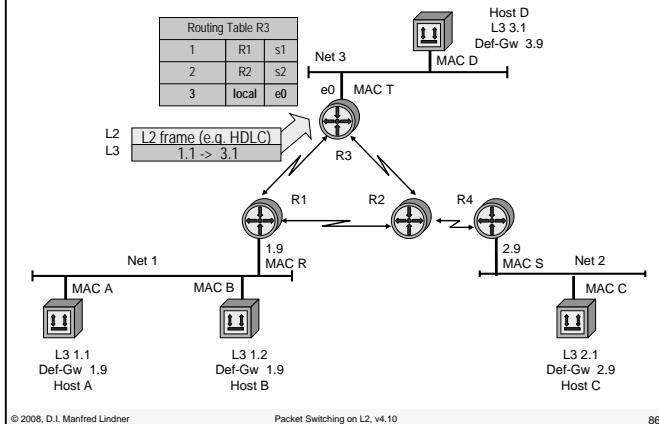 Host D
L3 3.1
Def-Gw 3.9
MAC D
Routing Table R3
1 R1 s1
2 R2 s2
3 local e0
Net 3
e0 MAC T
L2 L2 frame (e.g. HDLC)
L3 1.1 -> 3.1
R3
R1 R2 R4
1.9
MAC R
2.9
MAC S
Net 1
Net 2
MAC A MAC B MAC C
L3 1.1
Def-Gw 1.9
Host A
L3 1.2
Def-Gw 1.9
Host B
L3 2.1
Def-Gw 2.9
Host C
© 2008, D.I. Manfred Lindner Packet Switching on L2, v4.10 86